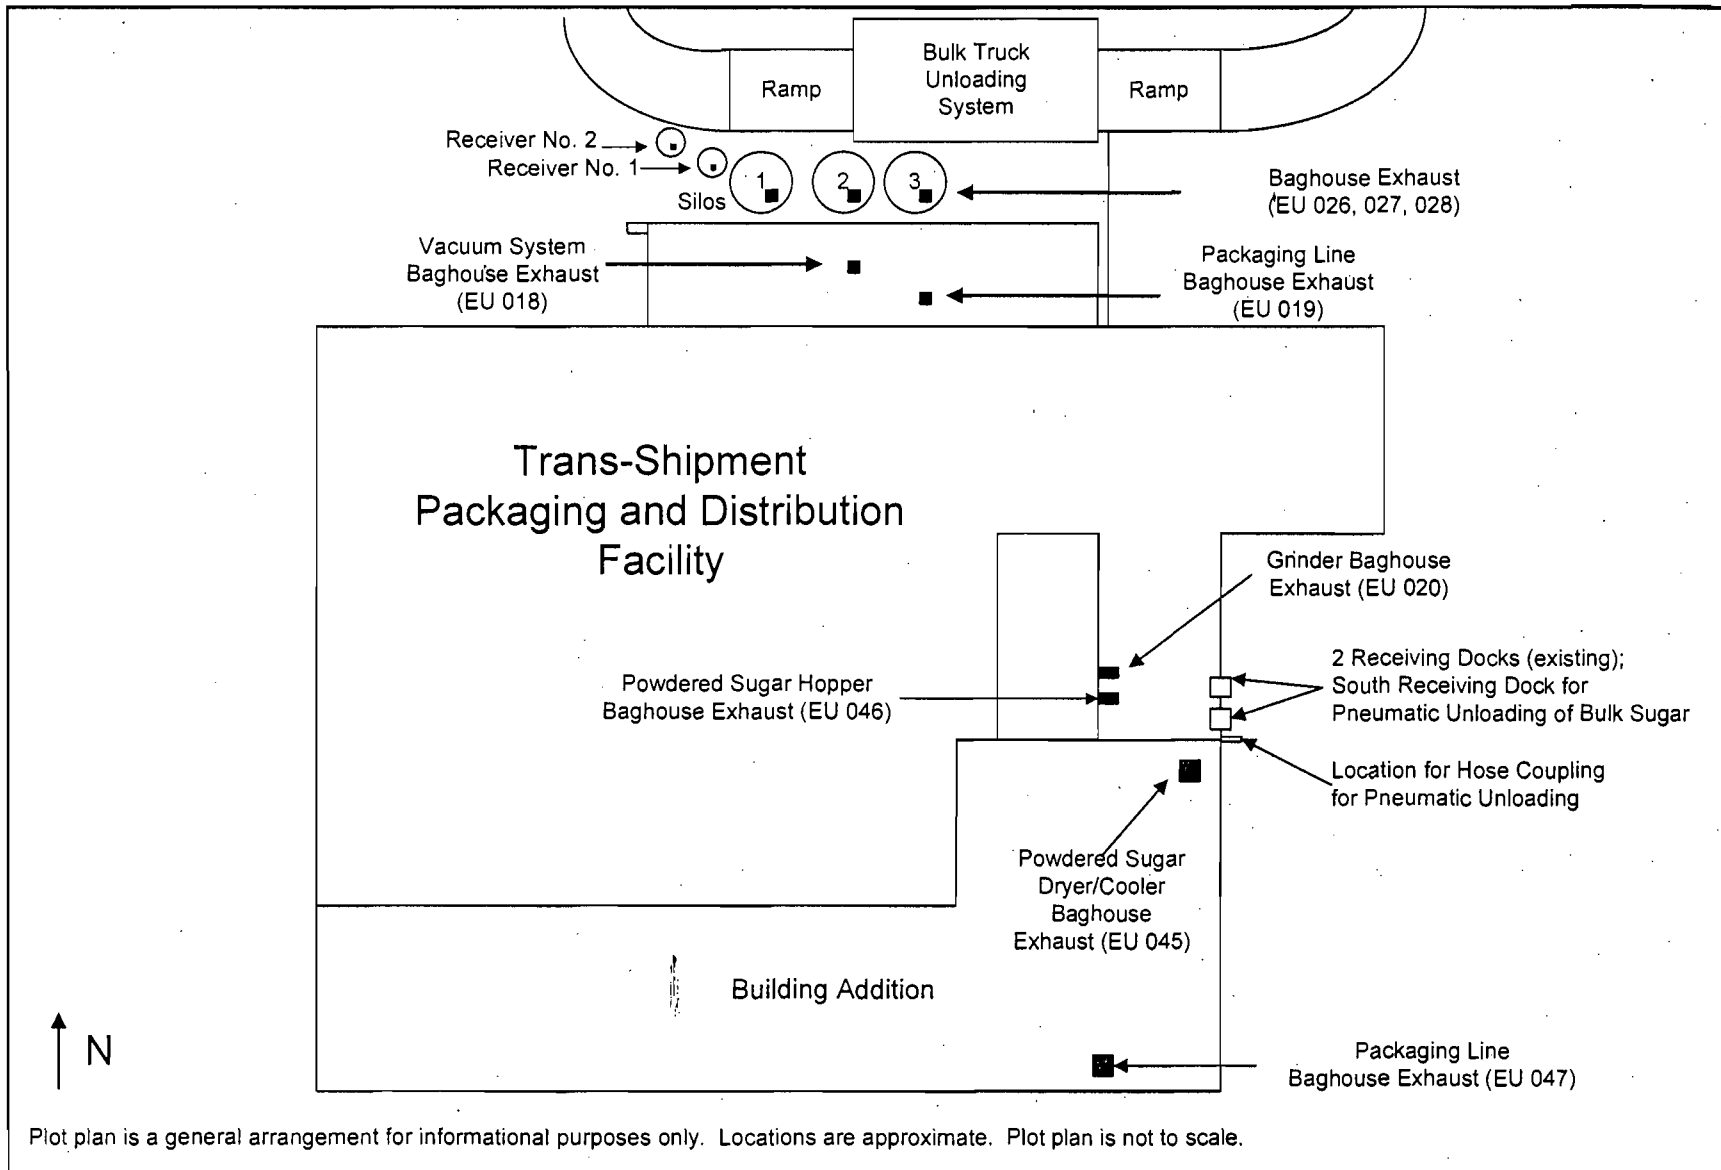 Bulk Truck
Unloading
System
Ramp
Ramp
Receiver No. 2
Receiver No. 1
Silos
1
2
3
Baghouse Exhaust
(EU 026, 027, 028)
Vacuum System
Baghouse Exhaust
(EU 018)
Packaging Line
Baghouse Exhaust
(EU 019)
Trans-Shipment
Packaging and Distribution
Facility
Grinder Baghouse
Exhaust (EU 020)
2 Receiving Docks (existing);
South Receiving Dock for
Pneumatic Unloading of Bulk Sugar
Powdered Sugar Hopper
Baghouse Exhaust (EU 046)
Location for Hose Coupling
for Pneumatic Unloading
Powdered Sugar
Dryer/Cooler
Baghouse
Exhaust (EU 045)
Building Addition
N
Packaging Line
Baghouse Exhaust (EU 047)
Plot plan is a general arrangement for informational purposes only. Locations are approximate. Plot plan is not to scale.